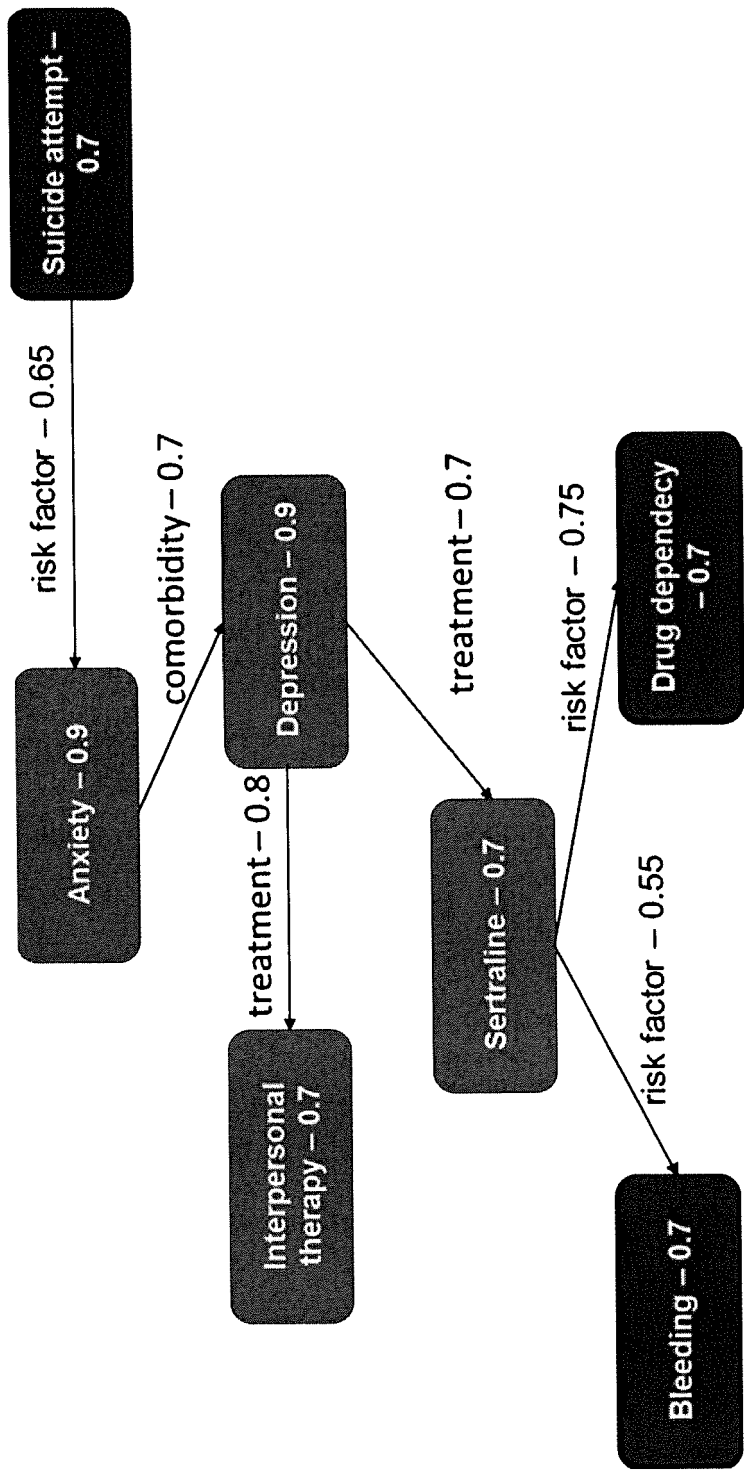 Suicide attempt –
0.7
risk factor – 0.65
Anxiety – 0.9
comorbidity – 0.7
Depression – 0.9
treatment – 0.8
Interpersonal
therapy – 0.7
treatment – 0.7
Sertraline – 0.7
risk factor – 0.75
Drug dependecy
– 0.7
risk factor – 0.55
Bleeding – 0.7